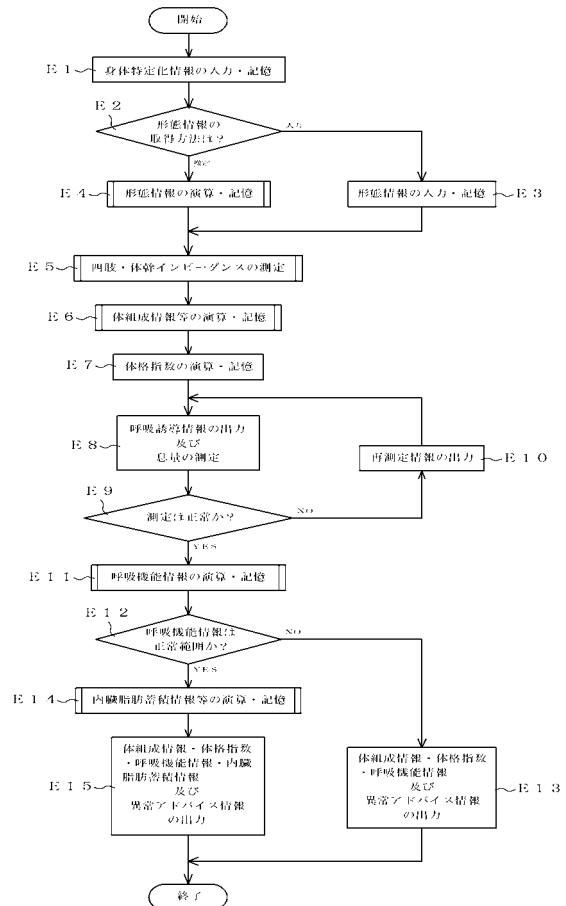 開始
E1
身体特定化情報の入力・記憶
E2
形態情報の
取得方法は？
入力
推定
E4
形態情報の演算・記憶
形態情報の入力・記憶
E3
E5
四肢・体幹インピーダンスの測定
E6
体組成情報等の演算・記憶
E7
体格指数の演算・記憶
E8
呼吸誘導情報の出力
及び
息量の測定
再測定情報の出力
E10
E9
測定は正常か？
NO
YES
E11
呼吸機能情報の演算・記憶
E12
呼吸機能情報は
正常範囲か？
NO
YES
E14
内臓脂肪蓄積情報等の演算・記憶
E15
体組成情報・体格指数
・呼吸機能情報・内臓
脂肪蓄積情報
及び
異常アドバイス情報
の出力
体組成情報・体格指数
・呼吸機能情報
及び
異常アドバイス情報
の出力
E13
終了